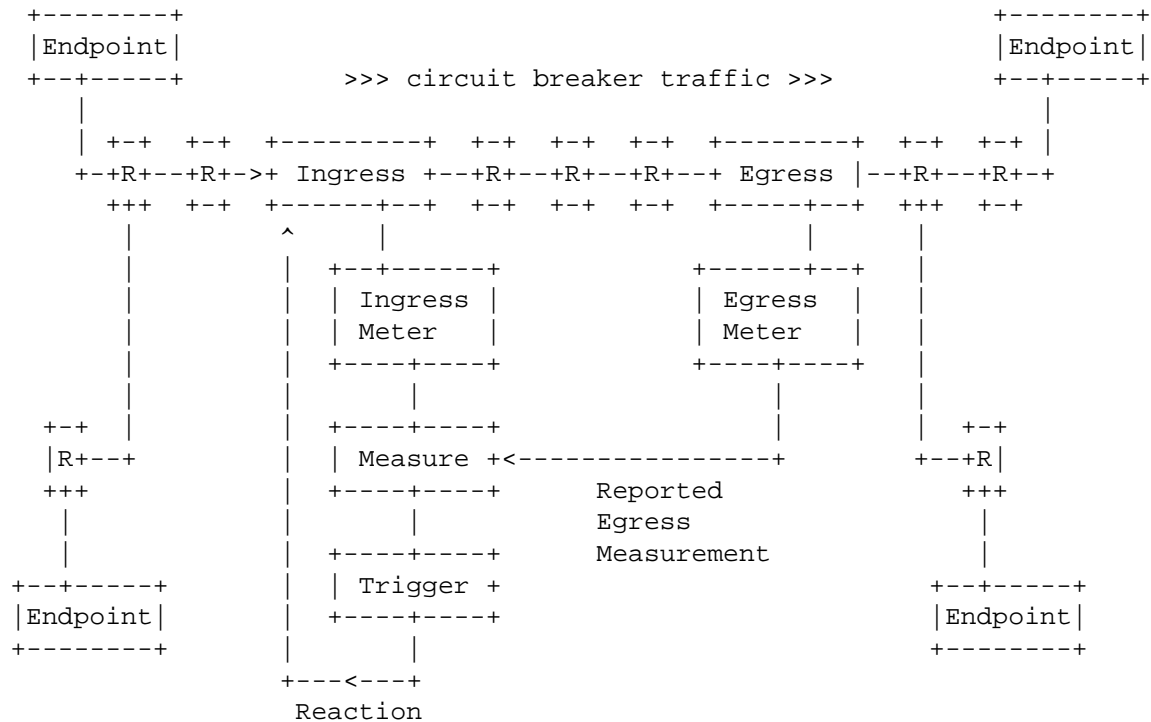 Endpoint Endpoint
>>> circuit breaker traffic >>>
R R Ingress R R R Egress R R
Ingress Egress
Meter Meter
R Measure R
Reported
Egress
Measurement
Trigger
Endpoint Endpoint
Reaction